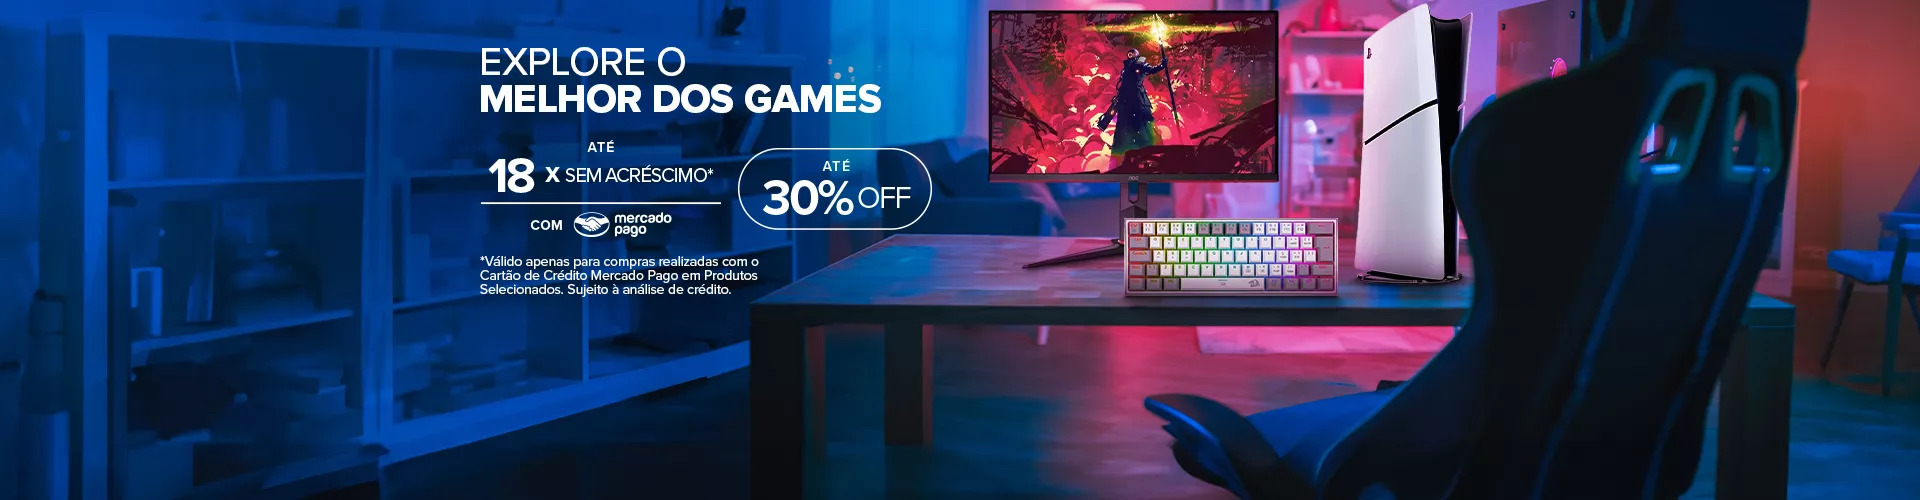 EXPLORE O
MELHOR DOS GAMES
ATÉ
18 X SEM ACRÉSCIMO*
COM mercado pago
ATÉ
30% OFF
*Válido apenas para compras realizadas com o
Cartão de Crédito Mercado Pago em Produtos
Selecionados. Sujeito à análise de crédito.
AOC